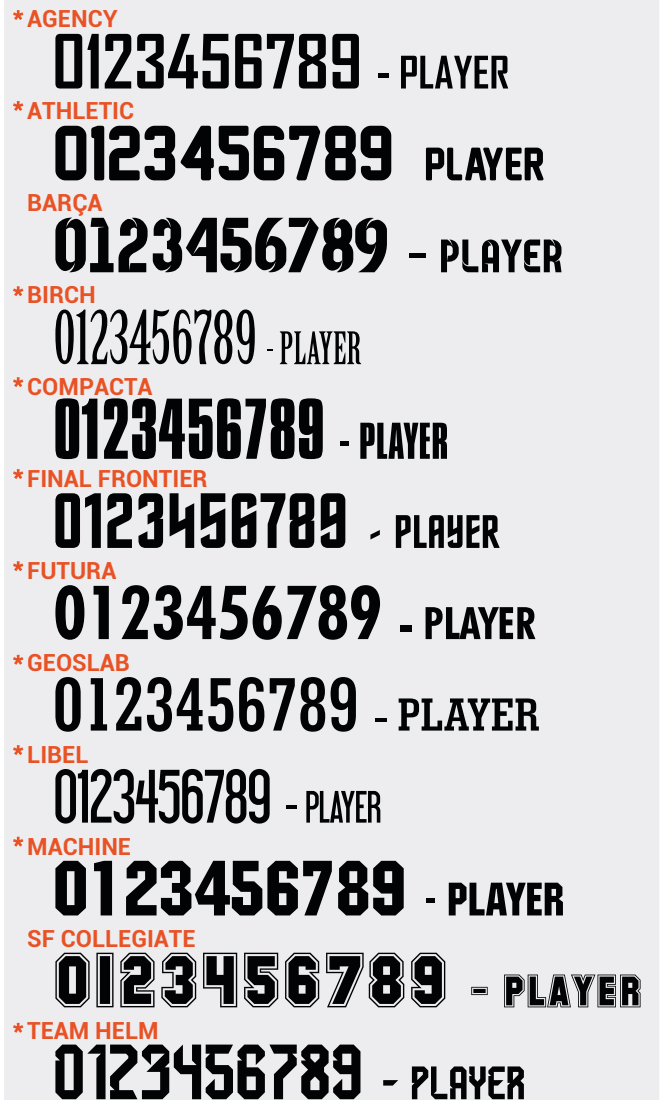 *AGENCY
0123456789 - PLAYER
*ATHLETIC
0123456789 PLAYER
BARÇA
0123456789 - PLAYER
*BIRCH
0123456789 - PLAYER
*COMPACTA
0123456789 - PLAYER
*FINAL FRONTIER
0123456789 - PLAYER
*FUTURA
0123456789 - PLAYER
*GEOSLAB
0123456789 - PLAYER
*LIBEL
0123456789 - PLAYER
*MACHINE
0123456789 - PLAYER
SF COLLEGIATE
0123456789 - PLAYER
*TEAM HELM
0123456789 - PLAYER